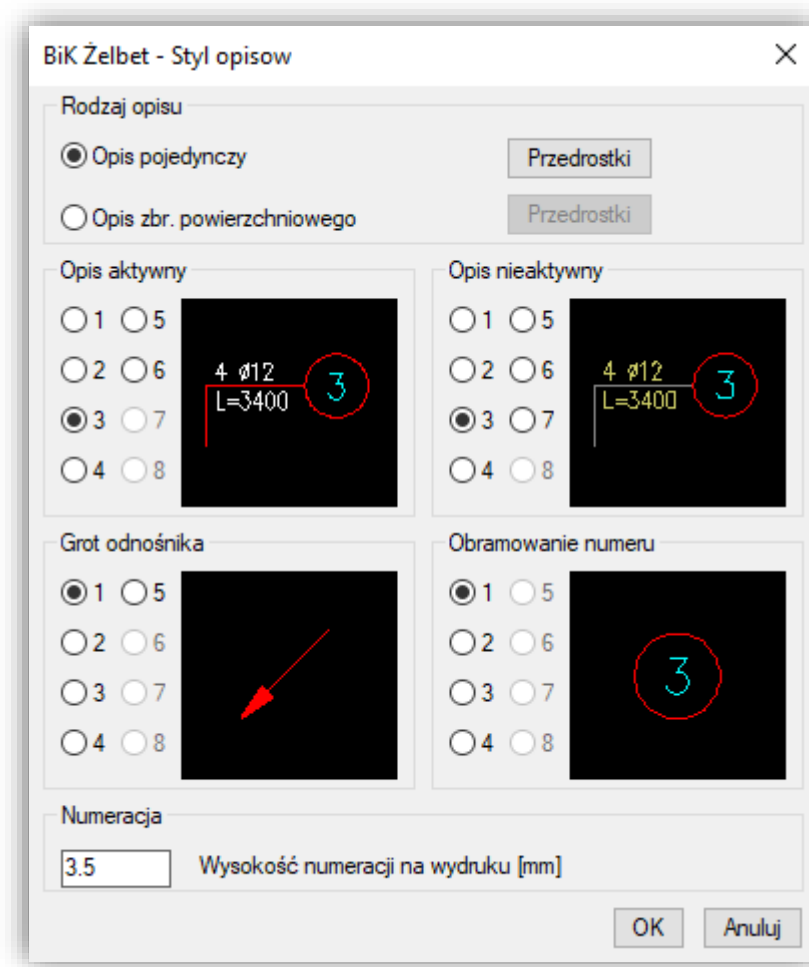 BiK Żelbet - Styl opisow
Rodzaj opisu
Opis pojedynczy Przedrostki
Opis zbr. powierzchniowego Przedrostki
Opis aktywny Opis nieaktywny
1 5 1 5
2 6 2 6
3 7 3 7
4 8 4 8
4 ø12 3 4 ø12 3
L=3400 L=3400
Grot odnośnika Obramowanie numeru
1 5 1 5
2 6 2 6
3 7 3 7
4 8 4 8
3
Numeracja
3.5 Wysokość numeracji na wydruku [mm]
OK Anuluj